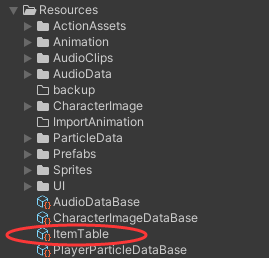 Resources
ActionAssets
Animation
AudioClips
AudioData
backup
CharacterImage
ImportAnimation
ParticleData
Prefabs
Sprites
UI
AudioDataBase
CharacterImageDataBase
ItemTable
PlayerParticleDataBase